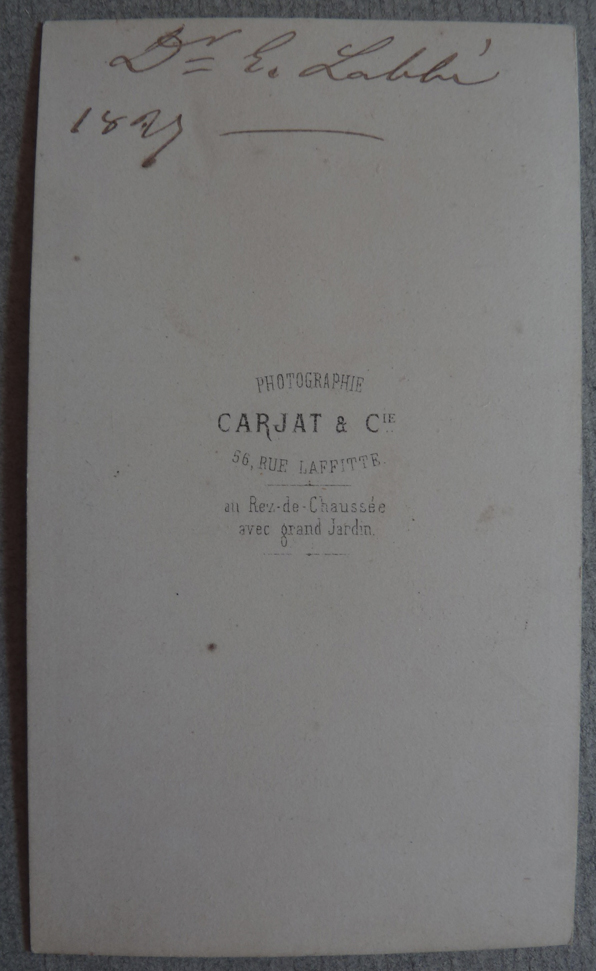 Dr E. Labbé
PHOTOGRAPHIE
CARJAT & CIE
56, RUE LAFFITTE
au Rez-de-Chaussée
avec grand Jardin.